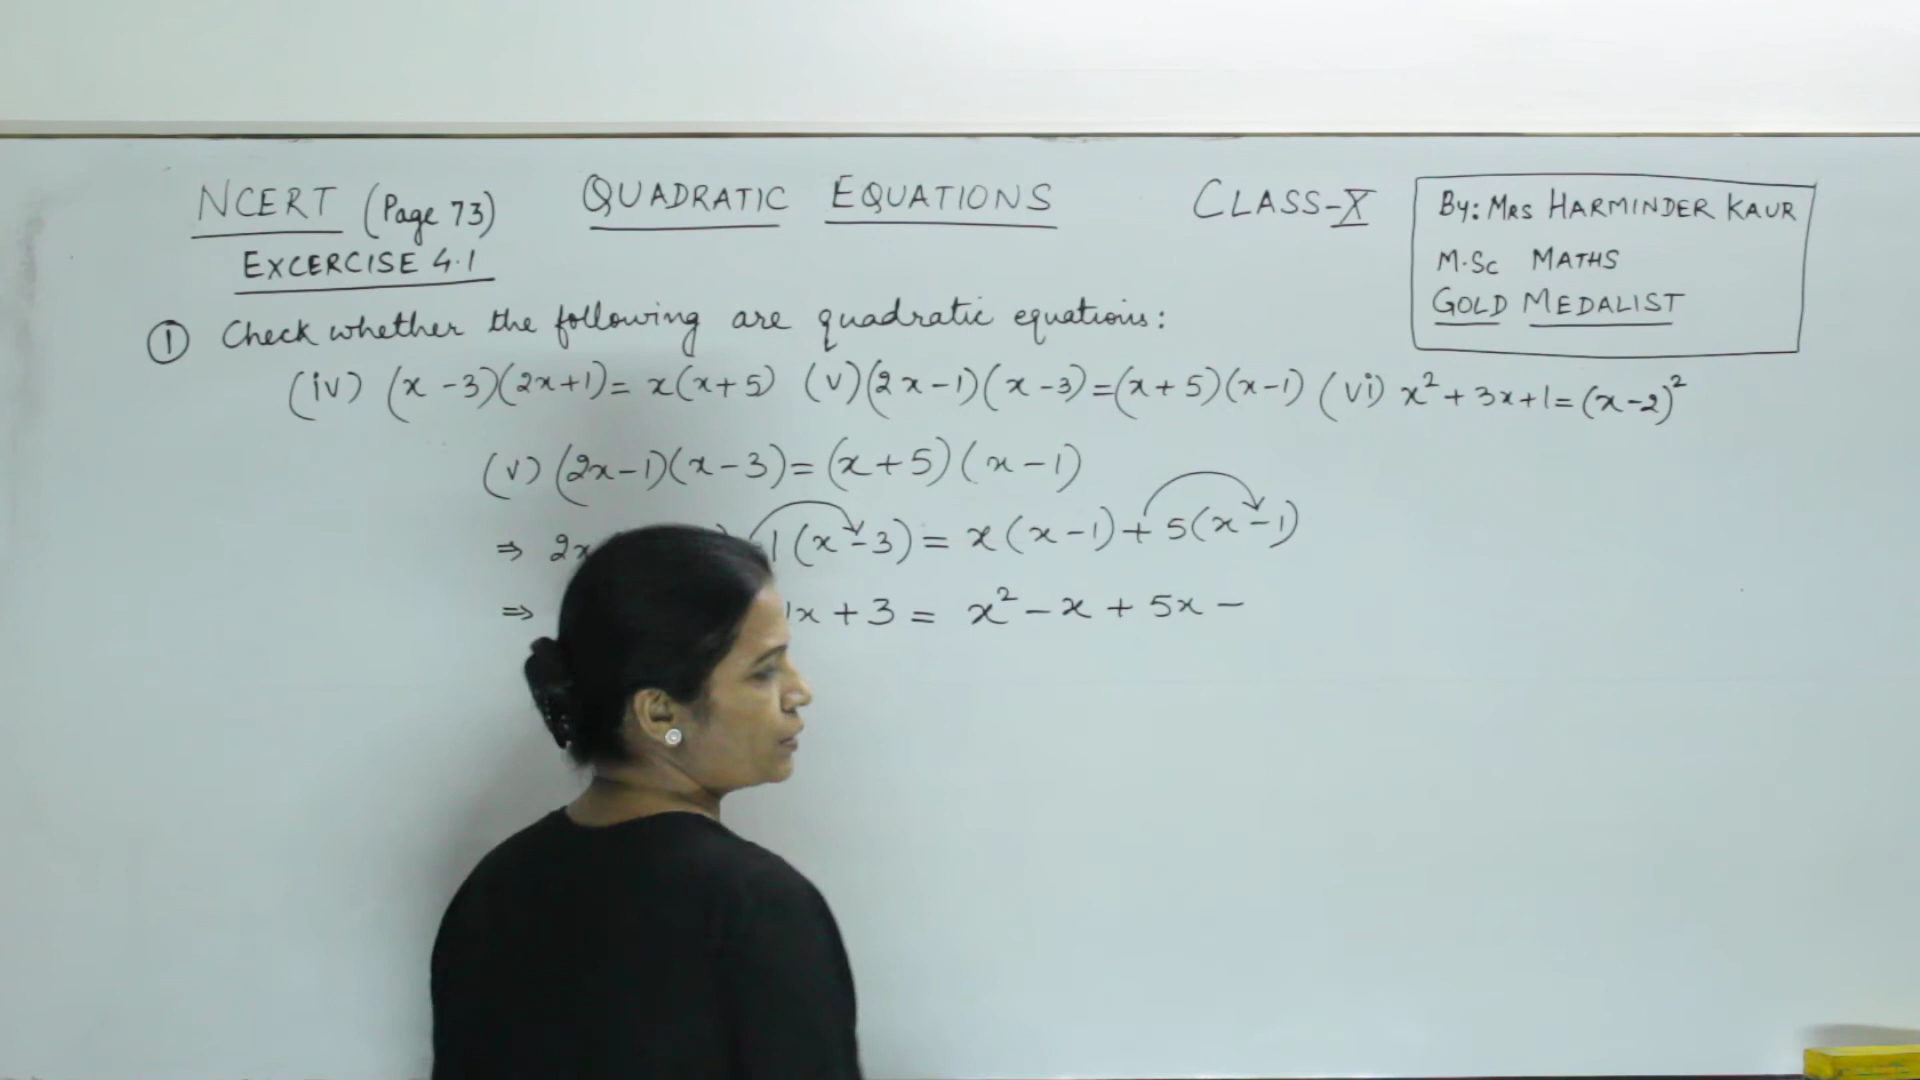 NCERT (Page 73) QUADRATIC EQUATIONS CLASS-X
EXCERCISE 4.1
By: MRS HARMINDER KAUR
M.Sc MATHS
GOLD MEDALIST
① Check whether the following are quadratic equations:
(iv) (x-3)(2x+1)= x(x+5) (v)(2x-1)(x-3)=(x+5)(x-1) (vi) x²+3x+1=(x-2)²
(v) (2x-1)(x-3)=(x+5)(x-1)
⇒ 2x 1(x-3)= x(x-1)+5(x-1)
⇒ 1x+3 = x²-x+5x-